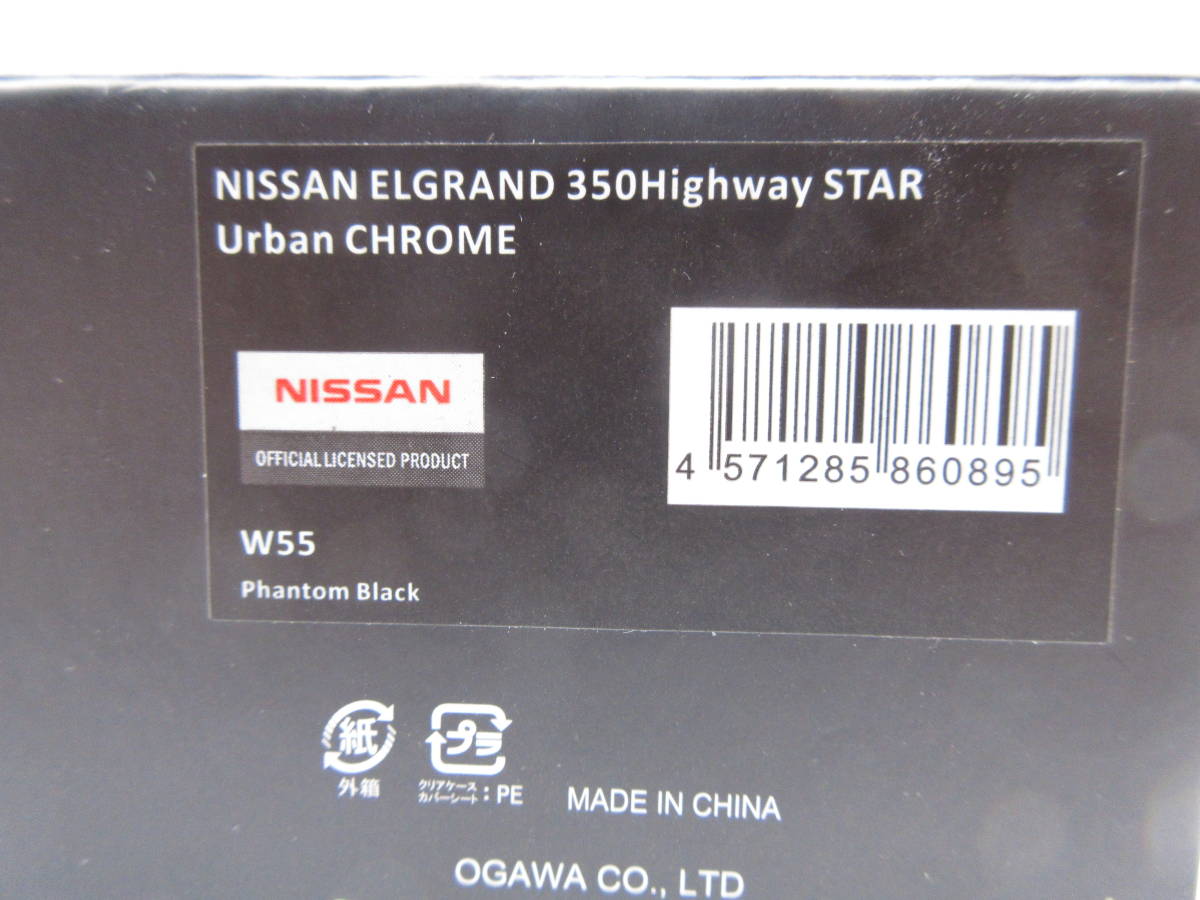 NISSAN ELGRAND 350Highway STAR
Urban CHROME
NISSAN
OFFICIAL LICENSED PRODUCT
4 571285 860895
W55
Phantom Black
紙
外箱
プラ
クリアケース
カバーシート:PE
MADE IN CHINA
OGAWA CO., LTD